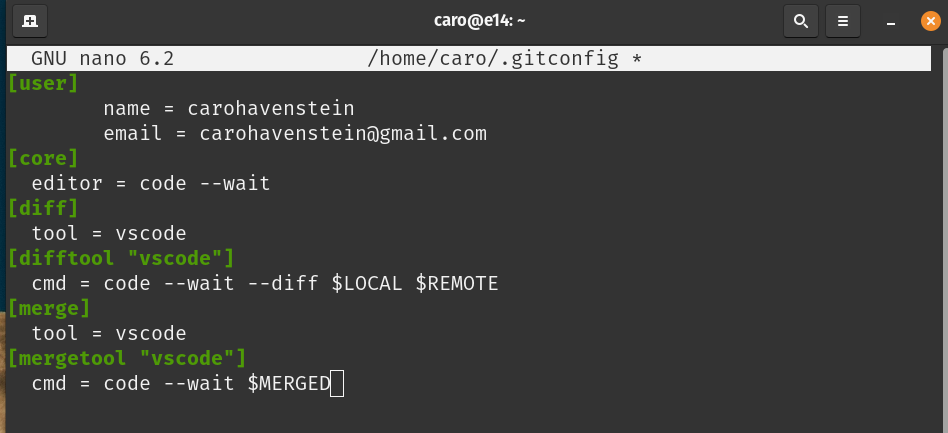 caro@e14: ~
GNU nano 6.2 /home/caro/.gitconfig *
[user]
name = carohavenstein
email = carohavenstein@gmail.com
[core]
editor = code --wait
[diff]
tool = vscode
[difftool "vscode"]
cmd = code --wait --diff $LOCAL $REMOTE
[merge]
tool = vscode
[mergetool "vscode"]
cmd = code --wait $MERGED